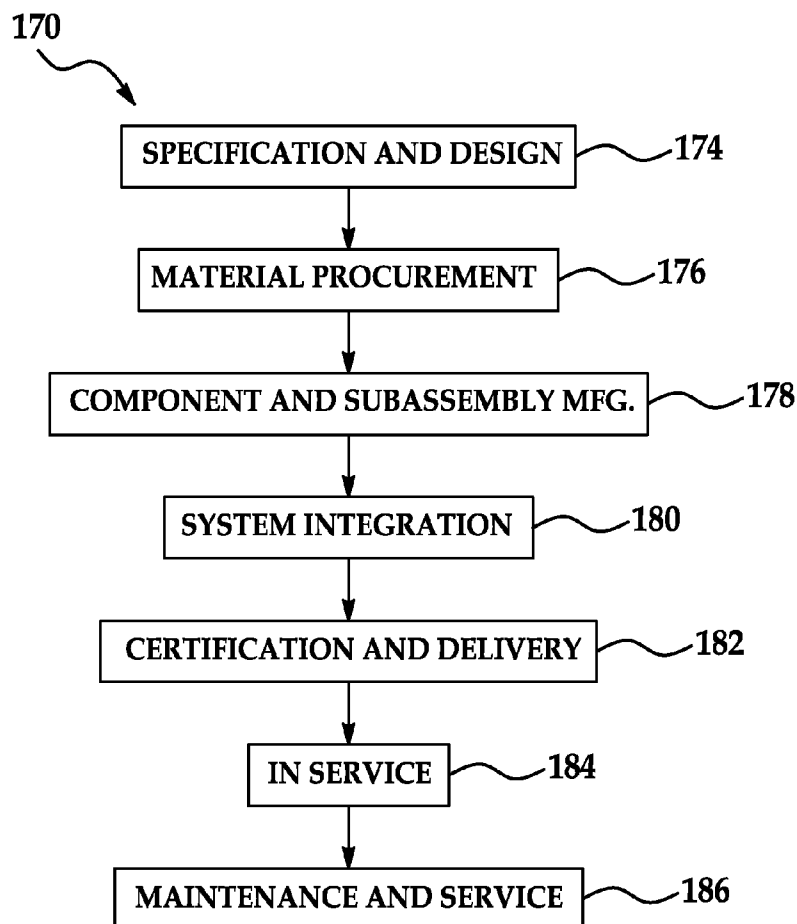 170
SPECIFICATION AND DESIGN
174
MATERIAL PROCUREMENT
176
COMPONENT AND SUBASSEMBLY MFG.
178
SYSTEM INTEGRATION
180
CERTIFICATION AND DELIVERY
182
IN SERVICE
184
MAINTENANCE AND SERVICE
186